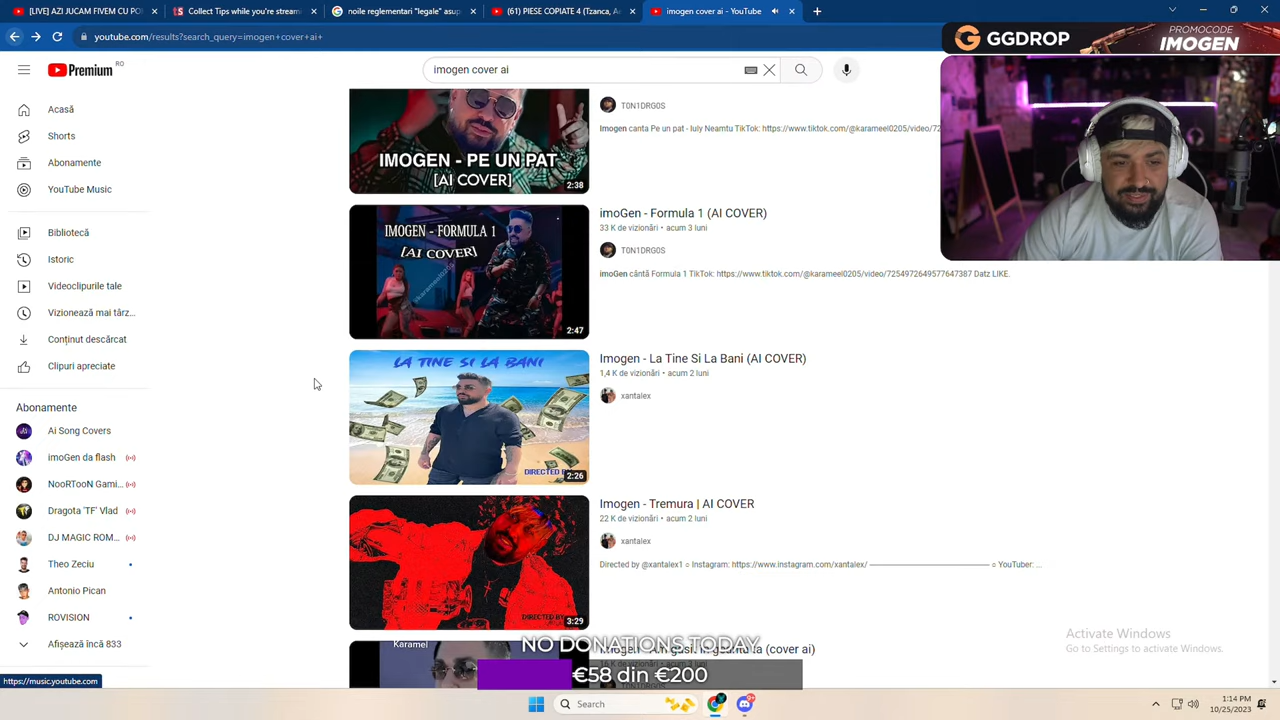 [LIVE] AZI JUCAM FIVEM CU POL
Collect Tips while you're stream
noile reglementari "legate" asup
(61) PIESE COPIATE 4 (Tzanca, A
imogen "ai" - YouTube
youtube.com/results?search_query=imogen+cover+ai+
GGDROP
PROMOCODE
IMOGEN
Premium
RO
imogen cover ai
Acasă
Shorts
Abonamente
YouTube Music
Bibliotecă
Istoric
Videoclipurile tale
Vizionează mai târz...
Conținut descărcat
Clipuri apreciate
Abonamente
Ai Song Covers
imoGen da flash
NooRTooN Gami...
Dragota 'TF' Vlad
DJ MAGIC ROM...
Theo Zeciu
Antonio Pican
ROVISION
Afișează încă 833
https://music.youtube.com
IMOGEN - PE UN PAT
[AI COVER]
2:38
T0N1DRG0S
Imogen canta Pe un pat - Iuly Neamtu TikTok: https://www.tiktok.com/@karameel0205/video/72
IMOGEN - FORMULA 1
[AI COVER]
2:47
imoGen - Formula 1 (AI COVER)
33 K de vizionări • acum 3 luni
T0N1DRG0S
imoGen cântă Formula 1 TikTok: https://www.tiktok.com/@karameel0205/video/7254972649577647387 Datz LIKE.
LA TINE SI LA BANI
DIRECTED BY
2:26
Imogen - La Tine Si La Bani (AI COVER)
1,4 K de vizionări • acum 2 luni
xantalex
DIRECTED BY
3:29
Imogen - Tremura | AI COVER
22 K de vizionări • acum 2 luni
xantalex
Directed by @xantalex1 ○ Instagram: https://www.instagram.com/xantalex/ ———————————— ○ YouTuber: ...
Karamel
(cover ai)
NO DONATIONS TODAY
€58 din €200
Activate Windows
Go to Settings to activate Windows.
Search
1:14 PM
10/25/2023